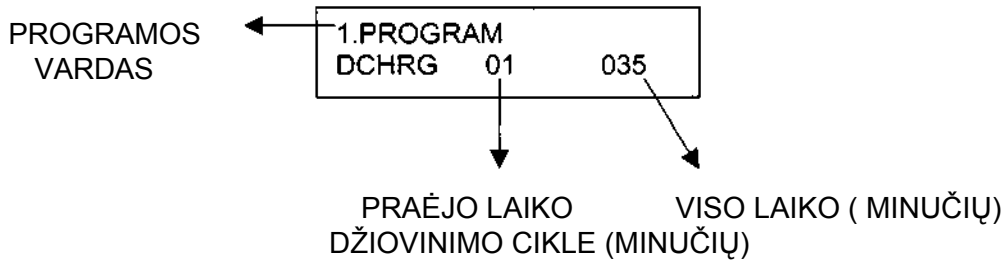 PROGRAMOS
VARDAS
1.PROGRAM
DCHRG 01 035
PRAĖJO LAIKO
DŽIOVINIMO CIKLE (MINUČIŲ)
VISO LAIKO ( MINUČIŲ)